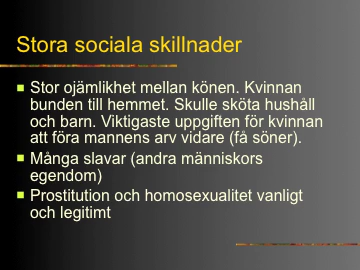 Stora sociala skillnader
Stor ojämlikhet mellan könen. Kvinnan
bunden till hemmet. Skulle sköta hushåll
och barn. Viktigaste uppgiften för kvinnan
att föra mannens arv vidare (få söner).
Många slavar (andra människors
egendom)
Prostitution och homosexualitet vanligt
och legitimt